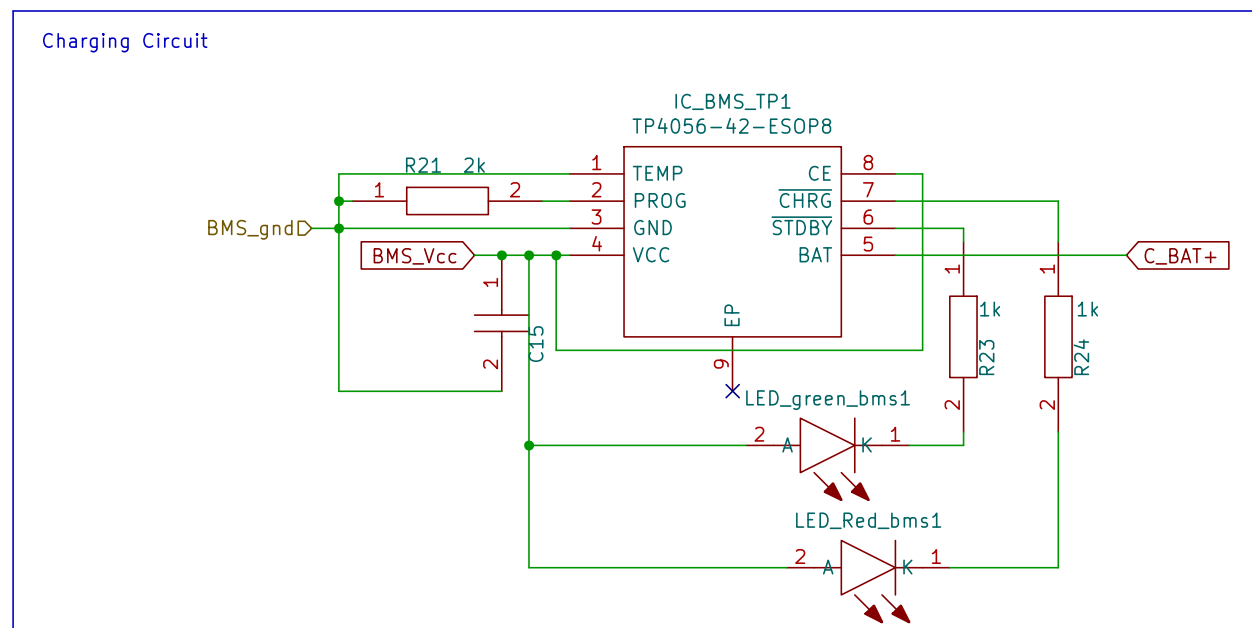 Charging Circuit
IC_BMS_TP1
TP4056-42-ESOP8
R21 2k
1 2
BMS_gnd
BMS_Vcc
1 TEMP
2 PROG
3 GND
4 VCC
CE 8
CHRG 7
STDBY 6
BAT 5
EP
9
C_BAT+
1
C15
2
1
1k
R23
2
1
1k
R24
2
LED_green_bms1
2 A K 1
LED_Red_bms1
2 A K 1